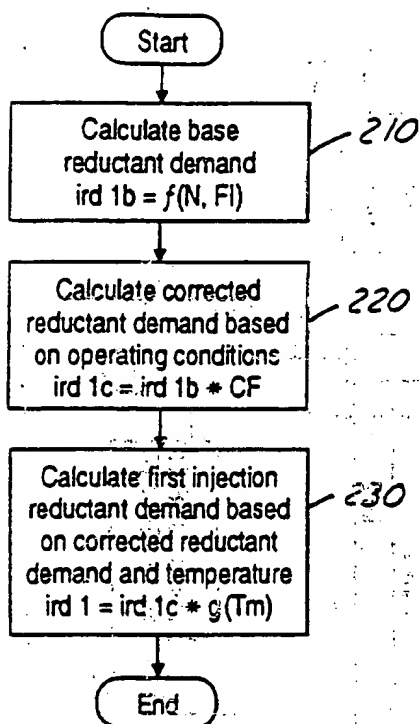 Start
Calculate base
reductant demand
ird 1b = f(N, FI)
210
Calculate corrected
reductant demand based
on operating conditions
ird 1c = ird 1b * CF
220
Calculate first injection
reductant demand based
on corrected reductant
demand and temperature
ird 1 = ird 1c * g(Tm)
230
End